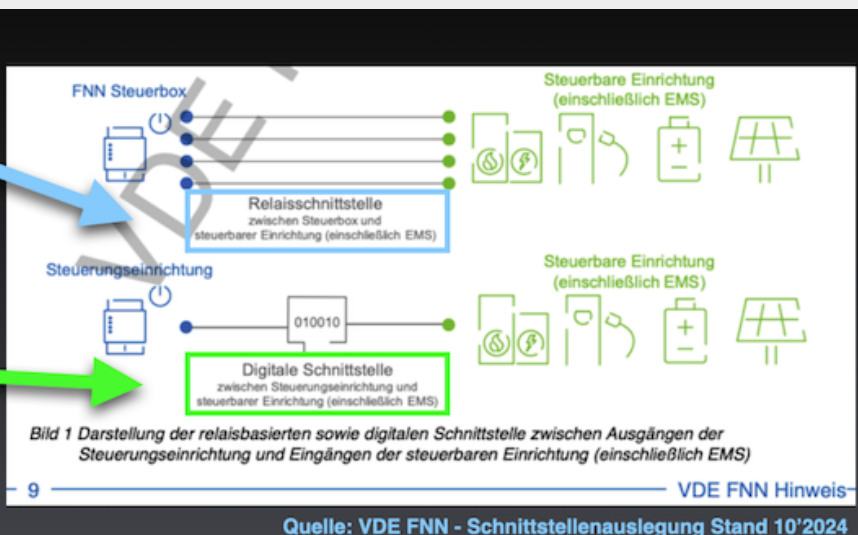 VDE
FNN Steuerbox
Steuerbare Einrichtung
(einschließlich EMS)
Relaisschnittstelle
zwischen Steuerbox und
steuerbarer Einrichtung (einschließlich EMS)
Steuerungseinrichtung
Steuerbare Einrichtung
(einschließlich EMS)
010010
Digitale Schnittstelle
zwischen Steuerungseinrichtung und
steuerbarer Einrichtung (einschließlich EMS)
Bild 1 Darstellung der relaisbasierten sowie digitalen Schnittstelle zwischen Ausgängen der
Steuerungseinrichtung und Eingängen der steuerbaren Einrichtung (einschließlich EMS)
9
VDE FNN Hinweis
Quelle: VDE FNN - Schnittstellenauslegung Stand 10'2024